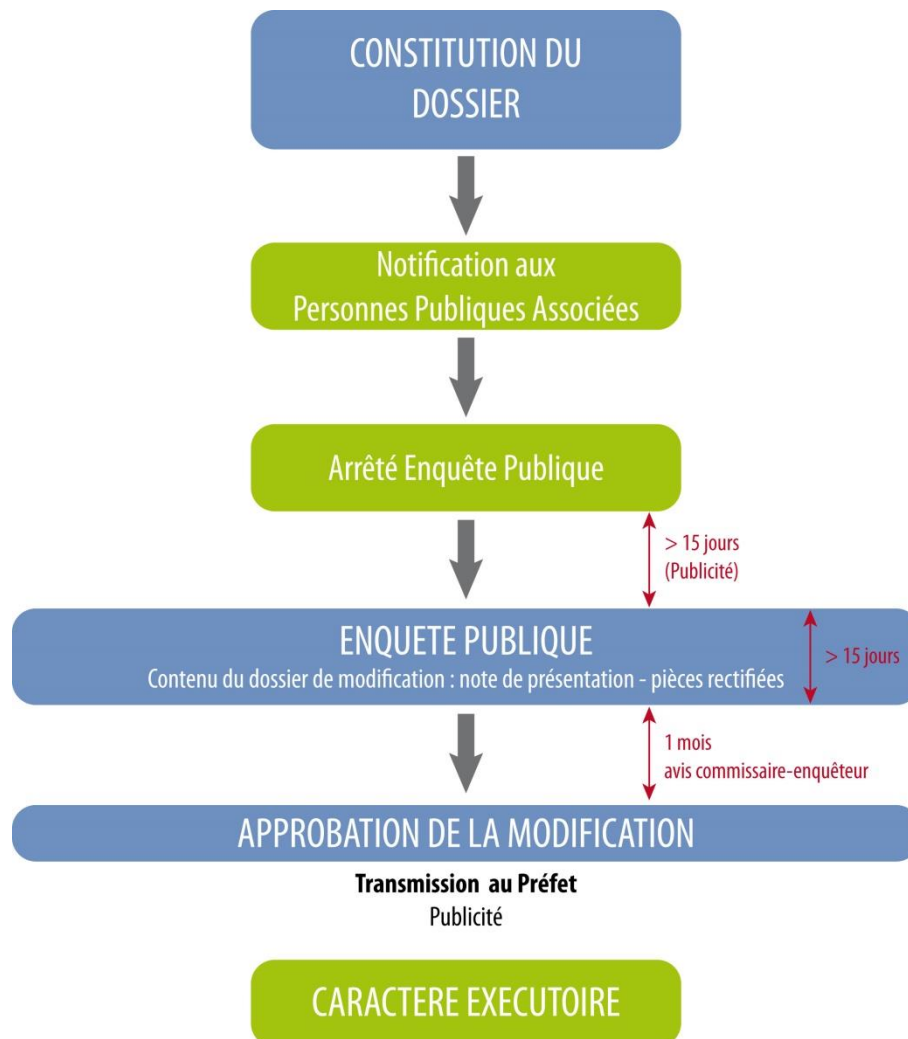 CONSTITUTION DU
DOSSIER
Notification aux
Personnes Publiques Associées
Arrêté Enquête Publique
> 15 jours
(Publicité)
ENQUETE PUBLIQUE
Contenu du dossier de modification : note de présentation - pièces rectifiées
> 15 jours
1 mois
avis commissaire-enquêteur
APPROBATION DE LA MODIFICATION
Transmission au Préfet
Publicité
CARACTERE EXECUTOIRE